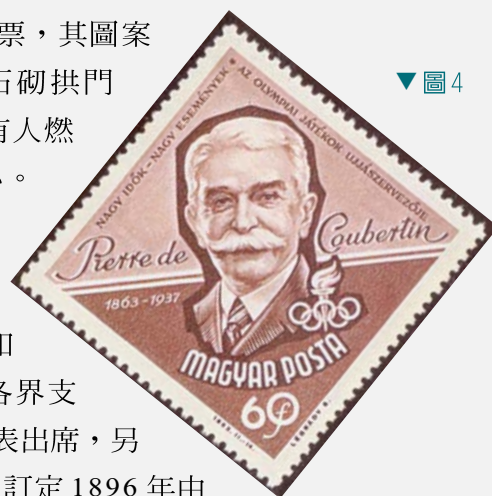 票，其圖案
石砌拱門
有人燃
。
▼圖4
NAGY IDŐK - NAGY ESEMÉNYEK • AZ OLYMPIAI JÁTÉKOK UJJÁSZERVEZŐJE
Pierre de Coubertin
1863-1937
MAGYAR POSTA
60f
各界支
表出席，另
訂定 1896 年由